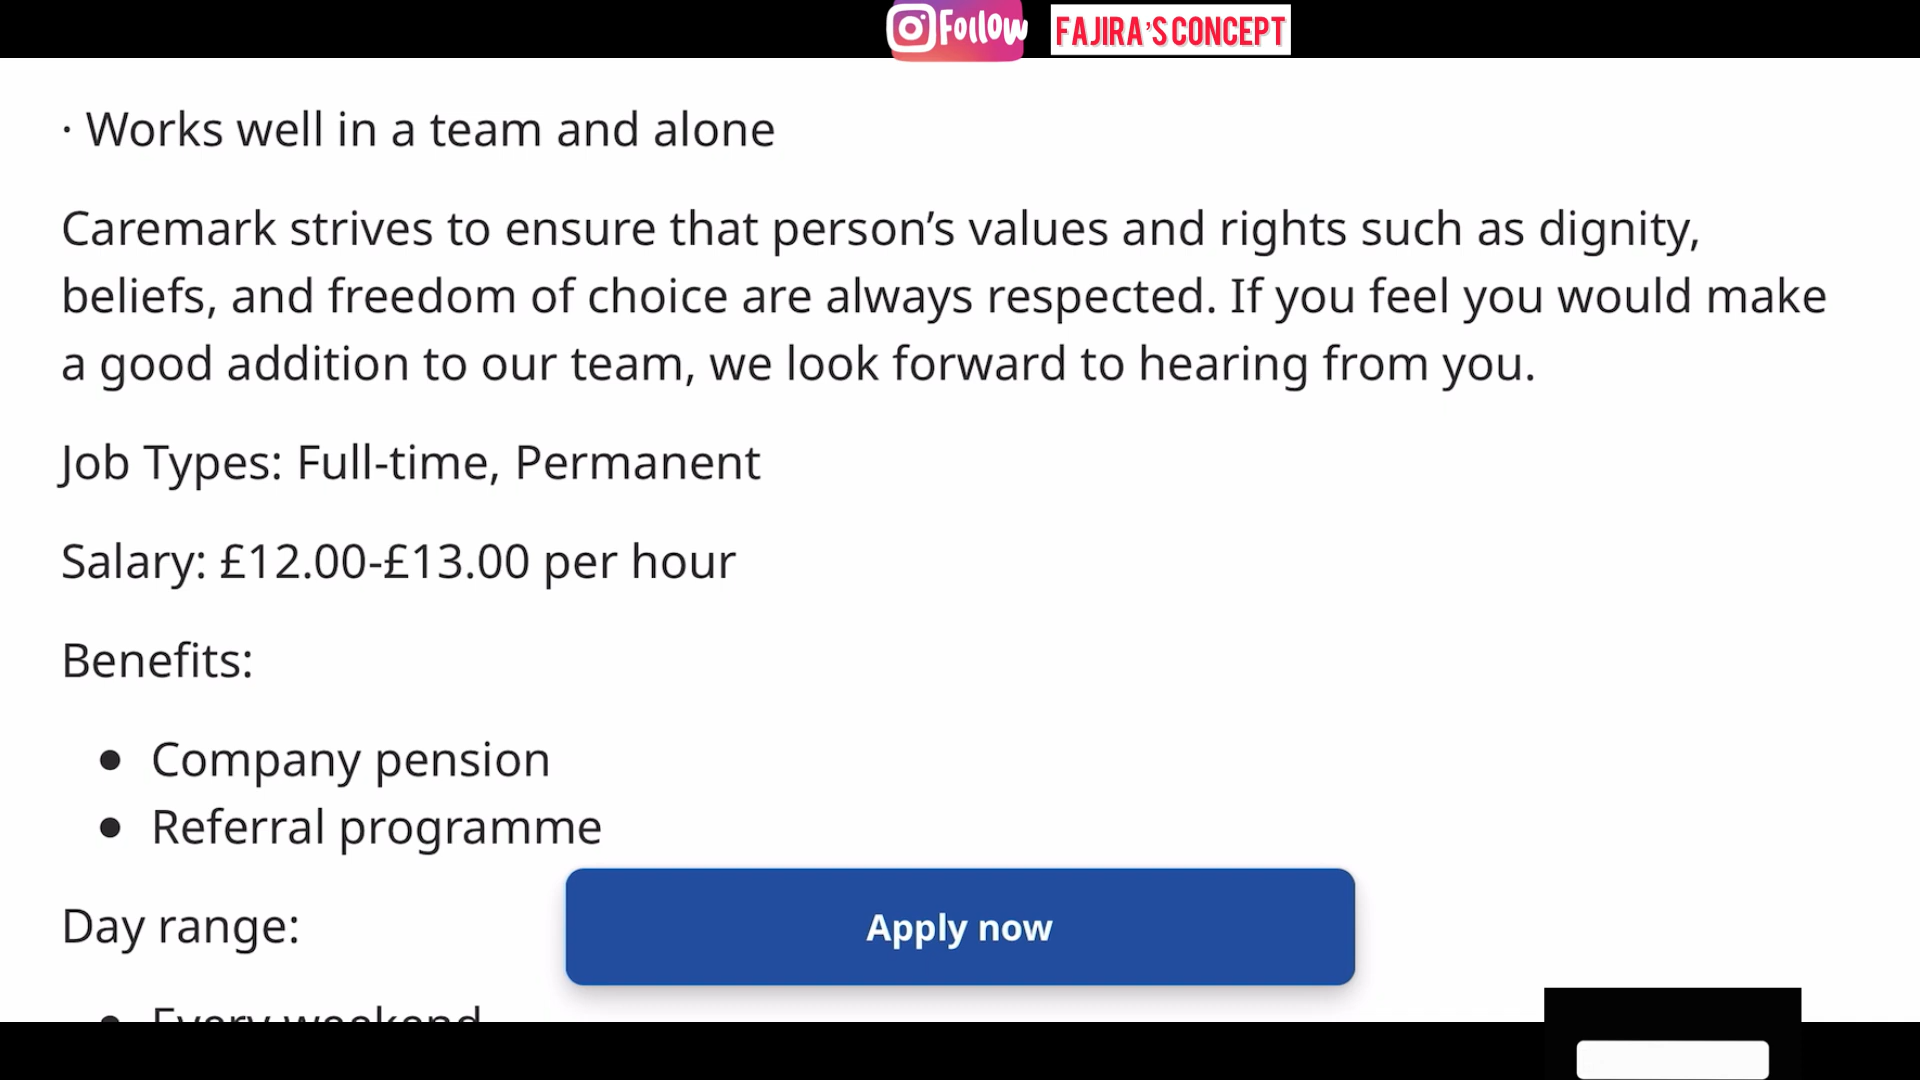 Follow FAJIRA'S CONCEPT
· Works well in a team and alone
Caremark strives to ensure that person’s values and rights such as dignity,
beliefs, and freedom of choice are always respected. If you feel you would make
a good addition to our team, we look forward to hearing from you.
Job Types: Full-time, Permanent
Salary: £12.00-£13.00 per hour
Benefits:
● Company pension
● Referral programme
Day range:
Apply now
● Every weekend